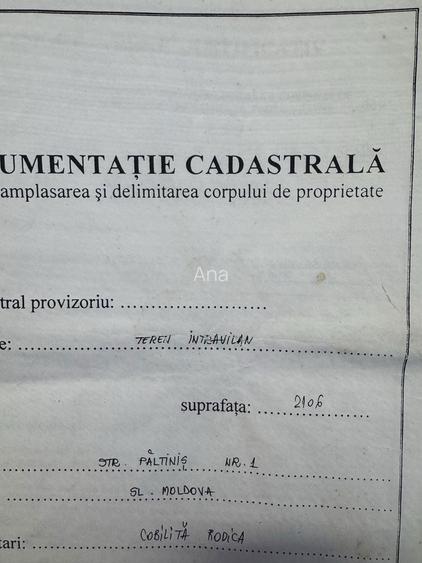 UMENTAȚIE CADASTRALĂ
amplasarea și delimitarea corpului de proprietate
Ana
tral provizoriu: ........................
e: ........ TEREN INTRAVILAN ........
suprafața: ...... 2106 ......
STR. PĂLTINIȘ NR. 1
SL. MOLDOVA
tari: ........ COBILIȚĂ RODICA ........